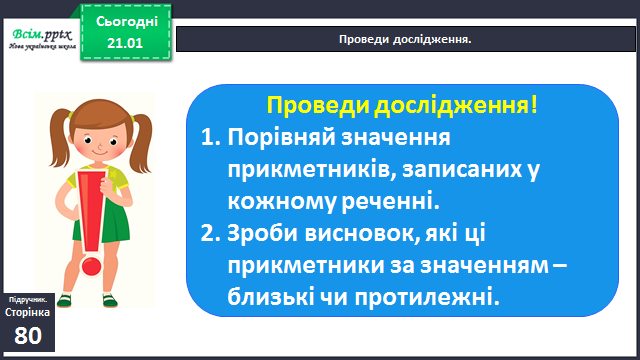 Всім.pptx
Нова українська школа
Сьогодні
21.01
Проведи дослідження.
Проведи дослідження!
1. Порівняй значення
прикметників, записаних у
кожному реченні.
2. Зроби висновок, які ці
прикметники за значенням –
близькі чи протилежні.
Підручник.
Сторінка
80